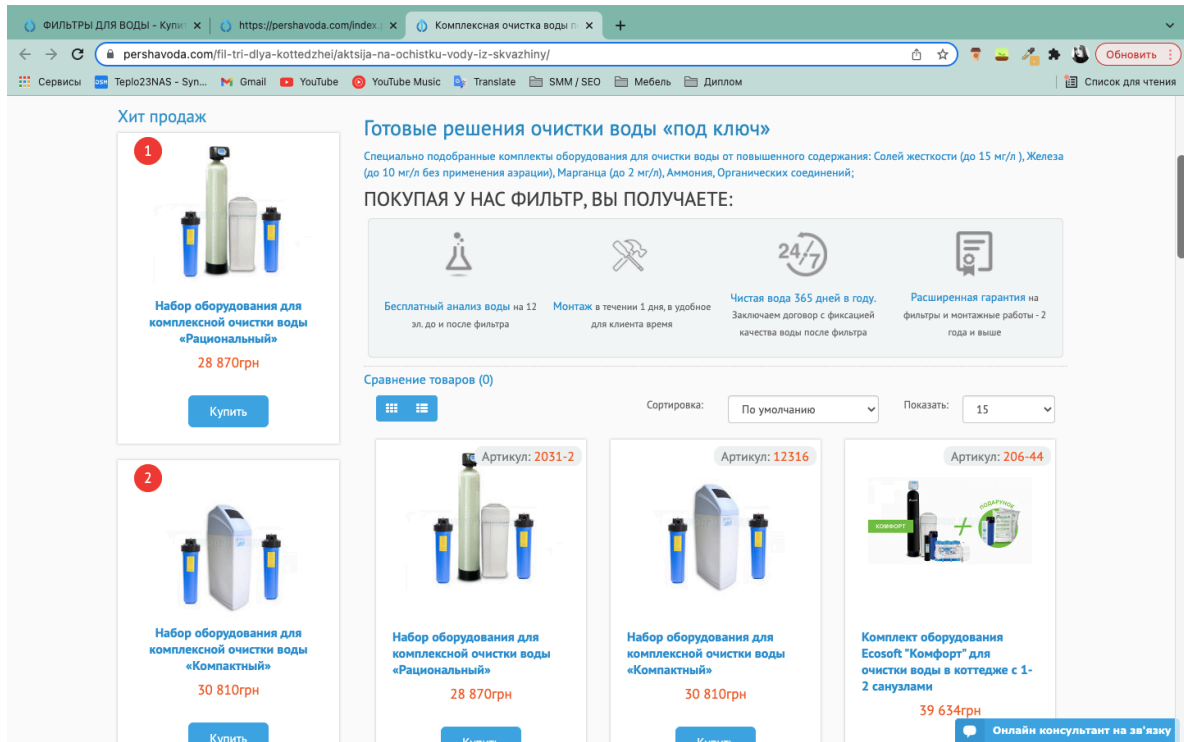 ФИЛЬТРЫ ДЛЯ ВОДЫ - Купит
https://pershavoda.com/index.
Комплексная очистка воды п
pershavoda.com/fil-tri-dlya-kottedzhei/aktsija-na-ochistku-vody-iz-skvazhiny/
Обновить
Сервисы
Teplo23NAS - Syn...
Gmail
YouTube
YouTube Music
Translate
SMM / SEO
Мебель
Диплом
Список для чтения
Хит продаж
1
Набор оборудования для
комплексной очистки воды
«Рациональный»
28 870грн
Купить
2
Набор оборудования для
комплексной очистки воды
«Компактный»
30 810грн
Купить
Готовые решения очистки воды «под ключ»
Специально подобранные комплекты оборудования для очистки воды от повышенного содержания: Солей жесткости (до 15 мг/л ), Железа
(до 10 мг/л без применения аэрации), Марганца (до 2 мг/л), Аммония, Органических соединений;
ПОКУПАЯ У НАС ФИЛЬТР, ВЫ ПОЛУЧАЕТЕ:
Бесплатный анализ воды на 12
эл. до и после фильтра
Монтаж в течении 1 дня, в удобное
для клиента время
24/7
Чистая вода 365 дней в году.
Заключаем договор с фиксацией
качества воды после фильтра
Расширенная гарантия на
фильтры и монтажные работы - 2
года и выше
Сравнение товаров (0)
Сортировка:
По умолчанию
Показать:
15
Артикул: 2031-2
Набор оборудования для
комплексной очистки воды
«Рациональный»
28 870грн
Купить
Артикул: 12316
Набор оборудования для
комплексной очистки воды
«Компактный»
30 810грн
Купить
Артикул: 206-44
КОМФОРТ
ПОДАРУНОК
Комплект оборудования
Ecosoft "Комфорт" для
очистки воды в коттедже с 1-
2 санузлами
39 634грн
Онлайн консультант на зв'язку